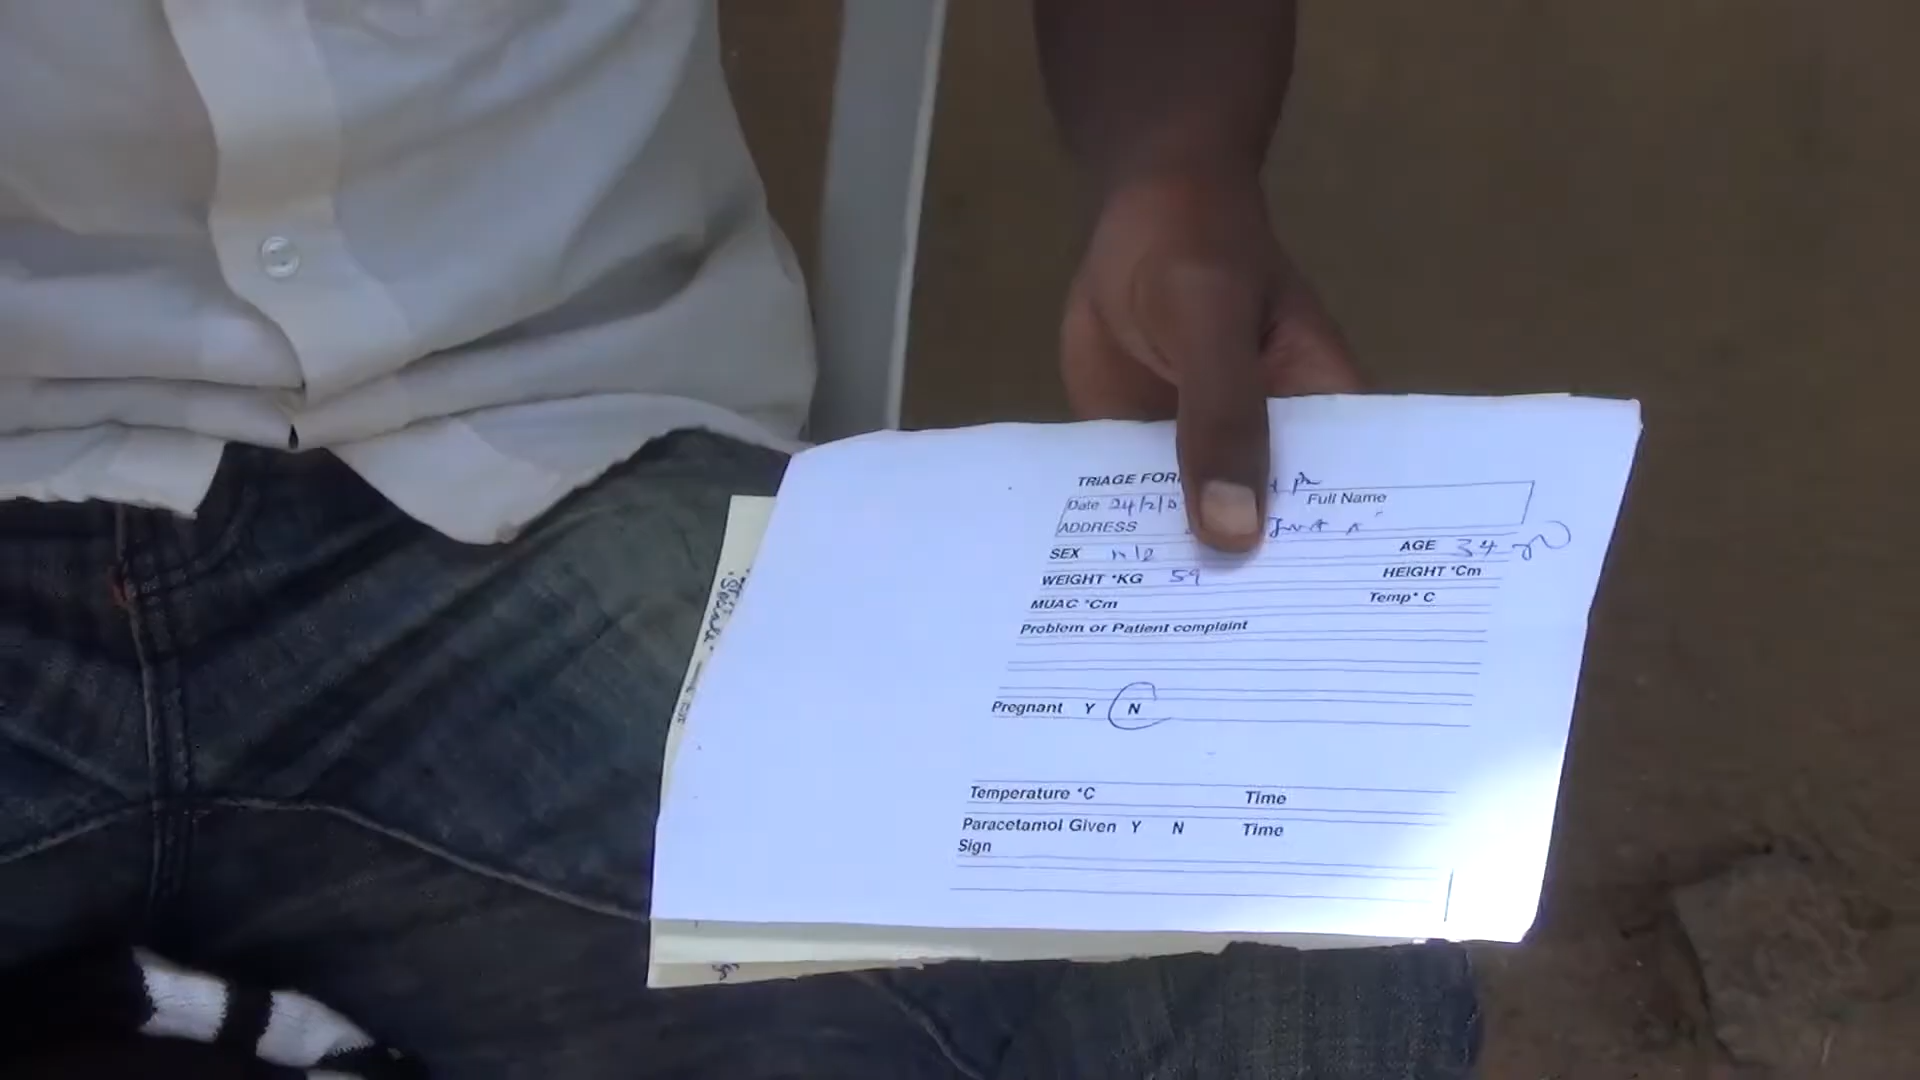 TRIAGE FOR
Date 24/2/ Full Name
ADDRESS
SEX AGE 34
WEIGHT *KG 59 HEIGHT *Cm
MUAC *Cm Temp* C
Problem or Patient complaint
Pregnant Y N
Temperature *C Time
Paracetamol Given Y N Time
Sign